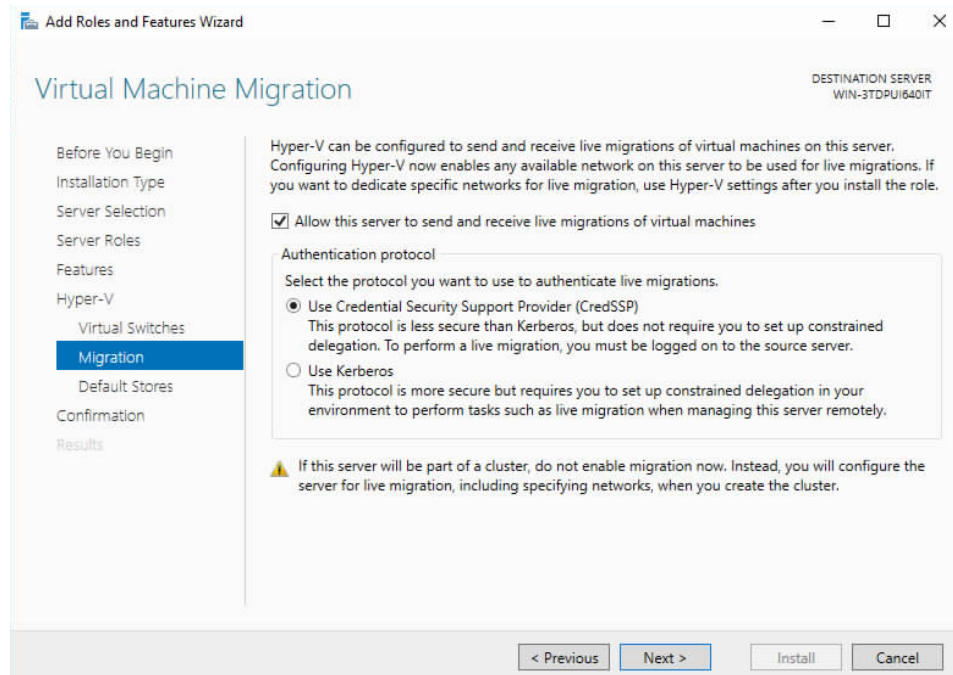 Add Roles and Features Wizard
Virtual Machine Migration
DESTINATION SERVER
WIN-3TDPUI640IT
Before You Begin
Installation Type
Server Selection
Server Roles
Features
Hyper-V
Virtual Switches
Migration
Default Stores
Confirmation
Results
Hyper-V can be configured to send and receive live migrations of virtual machines on this server.
Configuring Hyper-V now enables any available network on this server to be used for live migrations. If
you want to dedicate specific networks for live migration, use Hyper-V settings after you install the role.
Allow this server to send and receive live migrations of virtual machines
Authentication protocol
Select the protocol you want to use to authenticate live migrations.
Use Credential Security Support Provider (CredSSP)
This protocol is less secure than Kerberos, but does not require you to set up constrained
delegation. To perform a live migration, you must be logged on to the source server.
Use Kerberos
This protocol is more secure but requires you to set up constrained delegation in your
environment to perform tasks such as live migration when managing this server remotely.
If this server will be part of a cluster, do not enable migration now. Instead, you will configure the
server for live migration, including specifying networks, when you create the cluster.
< Previous
Next >
Install
Cancel